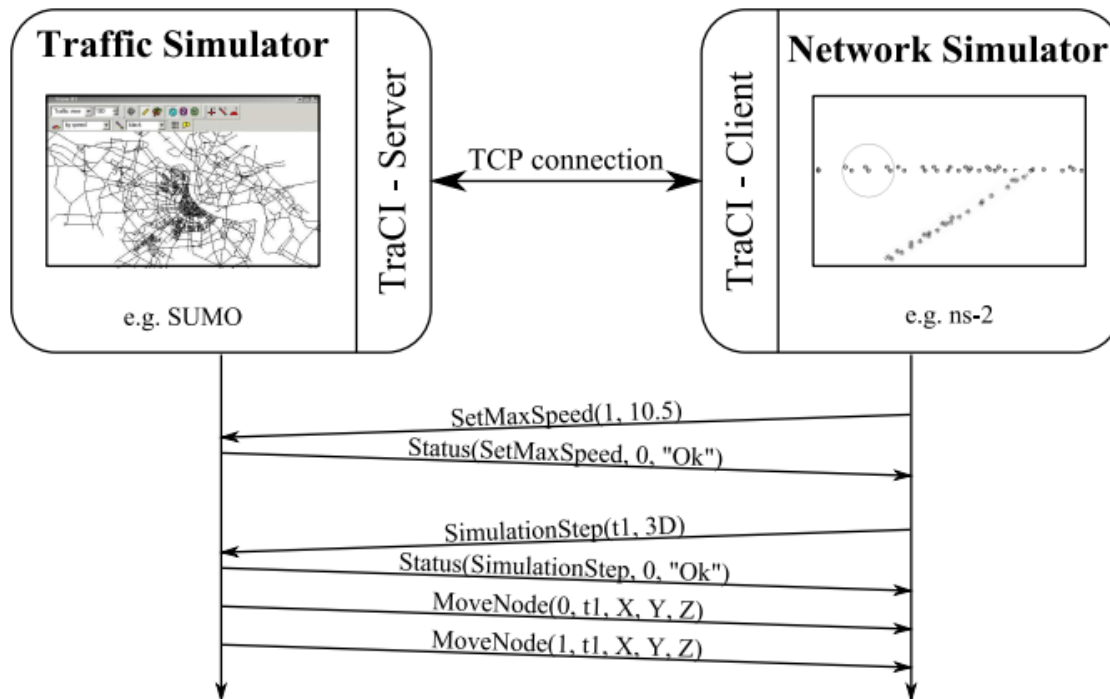 Traffic Simulator
TraCI - Server
e.g. SUMO
TCP connection
Network Simulator
TraCI - Client
e.g. ns-2
SetMaxSpeed(1, 10.5)
Status(SetMaxSpeed, 0, "Ok")
SimulationStep(t1, 3D)
Status(SimulationStep, 0, "Ok")
MoveNode(0, t1, X, Y, Z)
MoveNode(1, t1, X, Y, Z)